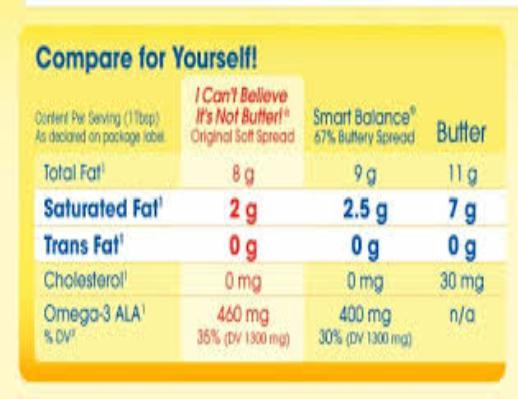 Compare for Yourself!
Content Per Serving (1Tbsp)
As declared on package label.
I Can't Believe
It's Not Butter!®
Original Soft Spread
Smart Balance®
67% Buttery Spread
Butter
Total Fat¹ 8 g 9 g 11 g
Saturated Fat¹ 2 g 2.5 g 7 g
Trans Fat¹ 0 g 0 g 0 g
Cholesterol¹ 0 mg 0 mg 30 mg
Omega-3 ALA¹ 460 mg 400 mg n/a
% DV² 35% (DV 1300 mg) 30% (DV 1300 mg)